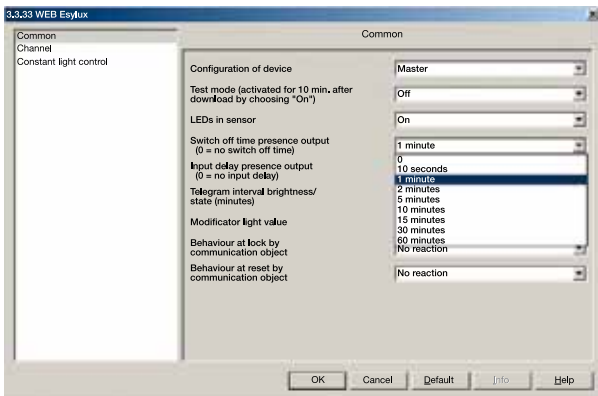 3.3.33 WEB Esylux
Common
Channel
Constant light control
Common
Configuration of device
Master
Test mode (activated for 10 min. after
download by choosing "On")
Off
LEDs in sensor
On
Switch off time presence output
(0 = no switch off time)
1 minute
0
10 seconds
1 minute
2 minutes
5 minutes
10 minutes
15 minutes
30 minutes
60 minutes
Input delay presence output
(0 = no input delay)
Telegram interval brightness/
state (minutes)
Modificator light value
Behaviour at lock by
communication object
No reaction
Behaviour at reset by
communication object
No reaction
OK
Cancel
Default
Info
Help